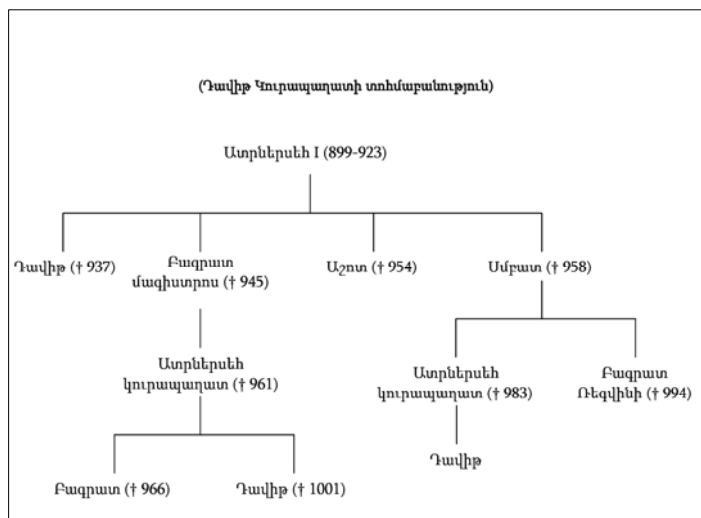 (Դավիթ Կուրապաղատի տոհմաբանություն)
Ատրներսեհ I (899-923)
Դավիթ († 937)
Բագրատ
մագիստրոս († 945)
Աշոտ († 954)
Սմբատ († 958)
Ատրներսեհ
կուրապաղատ († 961)
Ատրներսեհ
կուրապաղատ († 983)
Բագրատ
Ռեգվինի († 994)
Բագրատ († 966)
Դավիթ († 1001)
Դավիթ